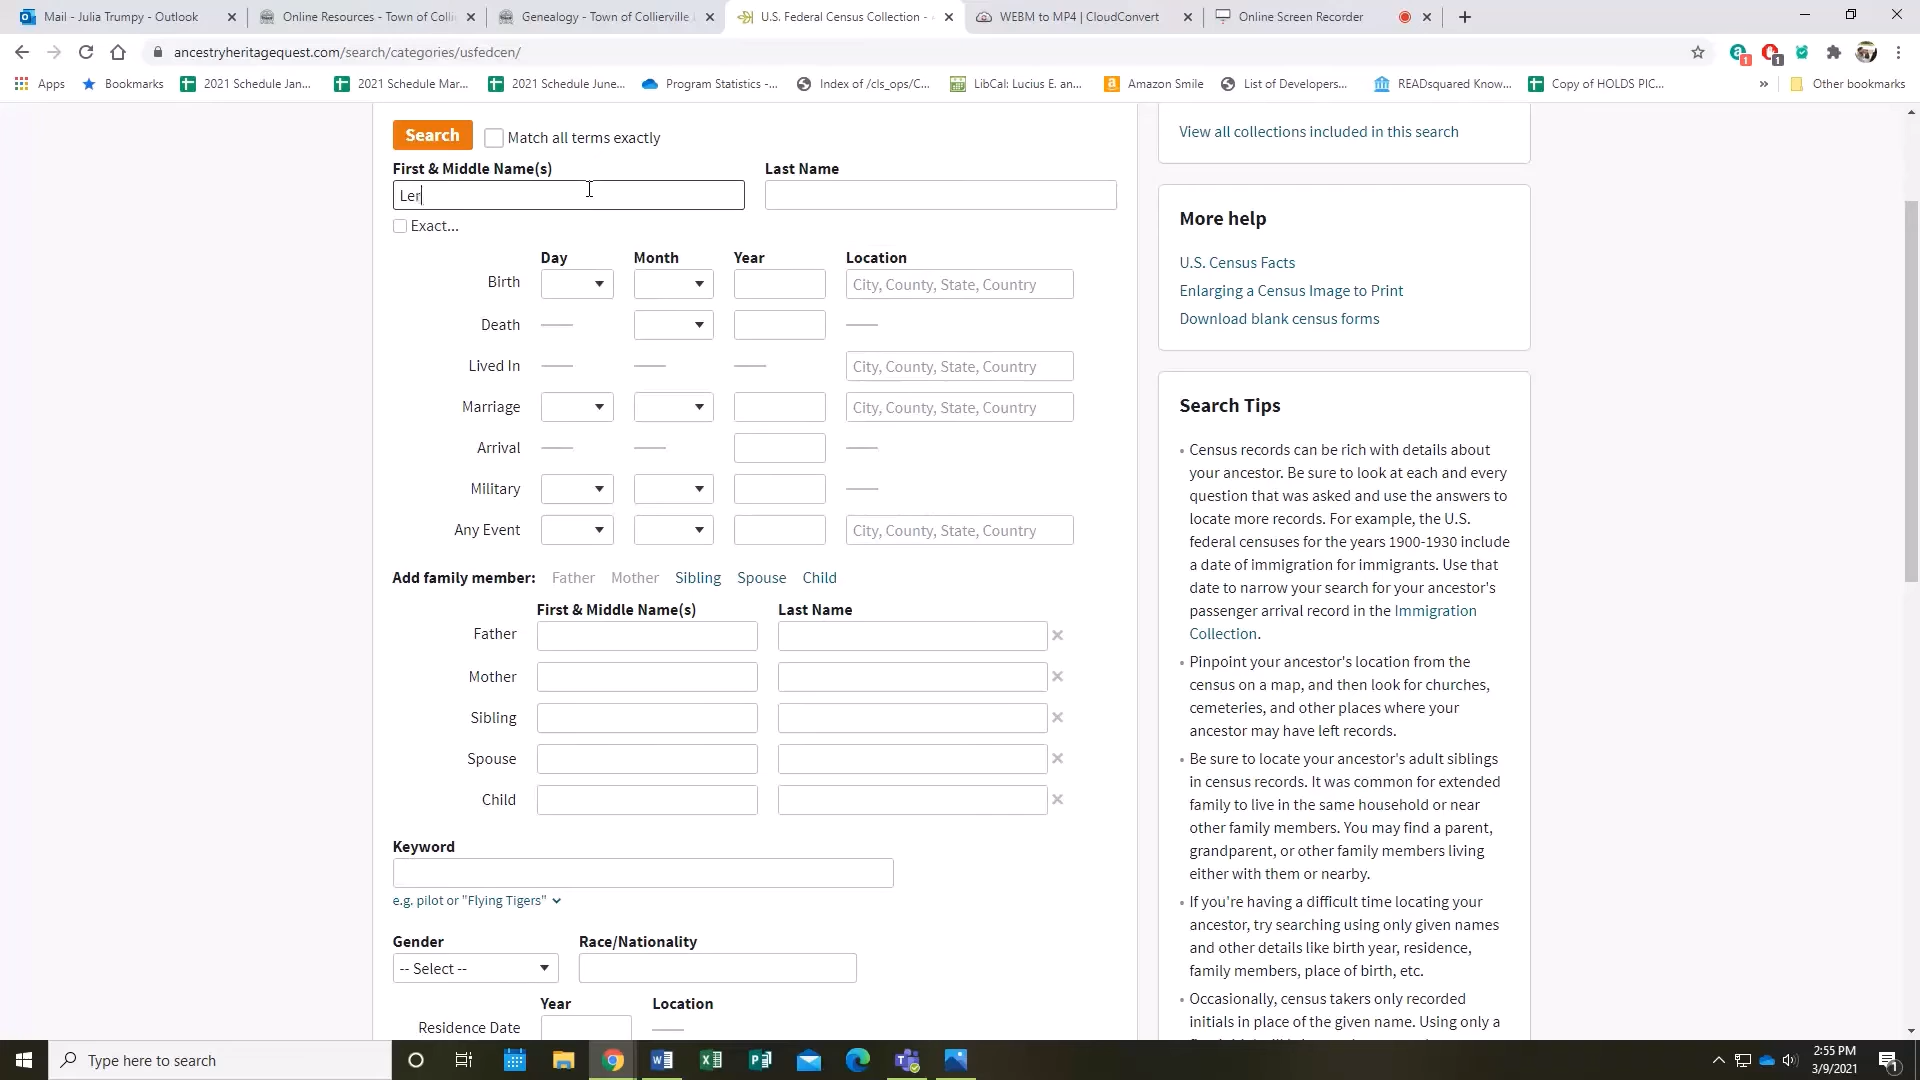 Mail - Julia Trumpy - Outlook
Online Resources - Town of Colli
Genealogy - Town of Collierville
U.S. Federal Census Collection -
WEBM to MP4 | CloudConvert
Online Screen Recorder
ancestryheritagequest.com/search/categories/usfedcen/
Apps
Bookmarks
2021 Schedule Jan...
2021 Schedule Mar...
2021 Schedule June...
Program Statistics -...
Index of /cls_ops/C...
LibCal: Lucius E. an...
Amazon Smile
List of Developers...
READsquared Know...
Copy of HOLDS PIC...
»
Other bookmarks
Search
Match all terms exactly
First & Middle Name(s)
Last Name
Ler
Exact...
Day Month Year Location
Birth City, County, State, Country
Death
Lived In City, County, State, Country
Marriage City, County, State, Country
Arrival
Military
Any Event City, County, State, Country
Add family member: Father Mother Sibling Spouse Child
First & Middle Name(s) Last Name
Father
Mother
Sibling
Spouse
Child
Keyword
e.g. pilot or "Flying Tigers"
Gender Race/Nationality
-- Select --
Year Location
Residence Date
View all collections included in this search
More help
U.S. Census Facts
Enlarging a Census Image to Print
Download blank census forms
Search Tips
• Census records can be rich with details about
your ancestor. Be sure to look at each and every
question that was asked and use the answers to
locate more records. For example, the U.S.
federal censuses for the years 1900-1930 include
a date of immigration for immigrants. Use that
date to narrow your search for your ancestor's
passenger arrival record in the Immigration
Collection.
• Pinpoint your ancestor's location from the
census on a map, and then look for churches,
cemeteries, and other places where your
ancestor may have left records.
• Be sure to locate your ancestor's adult siblings
in census records. It was common for extended
family to live in the same household or near
other family members. You may find a parent,
grandparent, or other family members living
either with them or nearby.
• If you're having a difficult time locating your
ancestor, try searching using only given names
and other details like birth year, residence,
family members, place of birth, etc.
• Occasionally, census takers only recorded
initials in place of the given name. Using only a
Type here to search
2:55 PM
3/9/2021